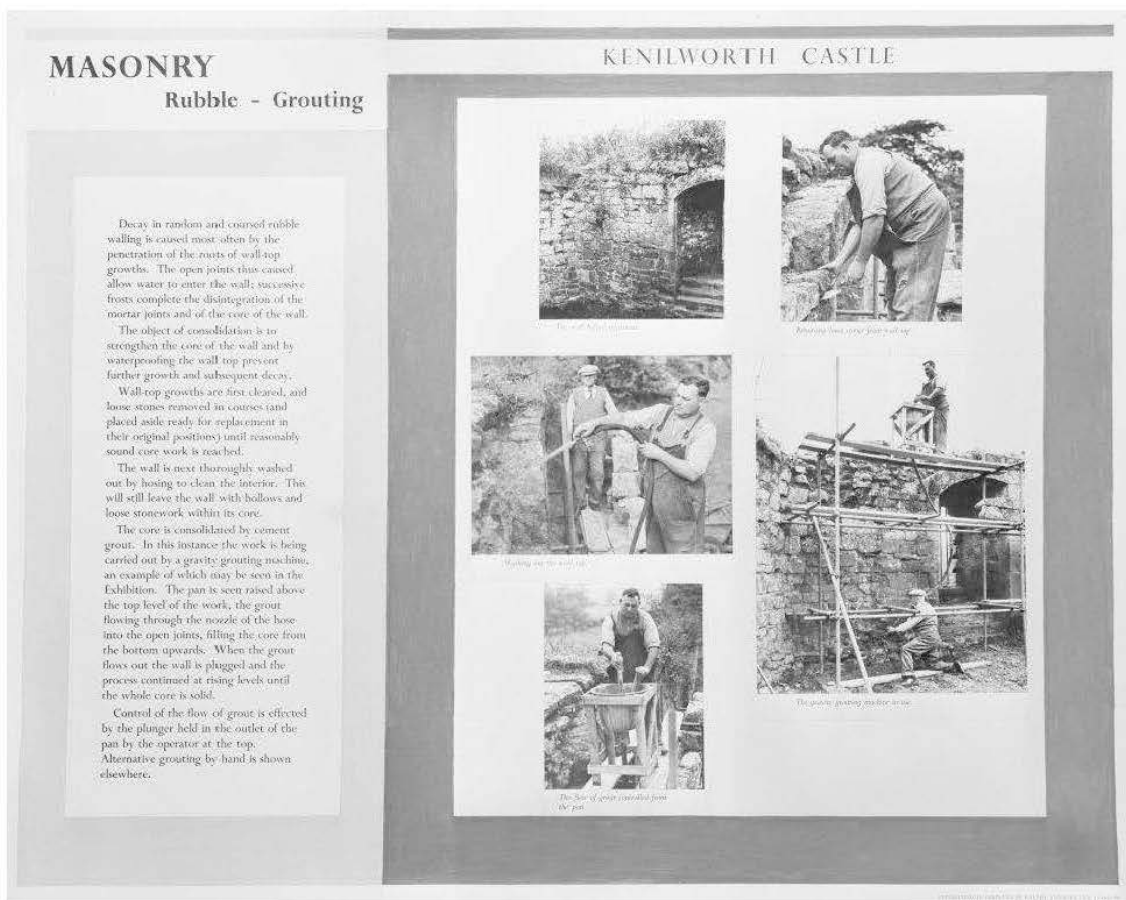 MASONRY
Rubble - Grouting
KENILWORTH CASTLE
Decay in random and coursed rubble
walling is caused most often by the
penetration of the roots of wall-top
growths. The open joints thus caused
allow water to enter the wall; successive
frosts complete the disintegration of the
mortar joints and of the core of the wall.
The object of consolidation is to
strengthen the core of the wall and by
waterproofing the wall top prevent
further growth and subsequent decay.
Wall-top growths are first cleared, and
loose stones removed in courses (and
placed aside ready for replacement in
their original positions) until reasonably
sound core work is reached.
The wall is next thoroughly washed
out by hosing to clean the interior. This
will still leave the wall with hollows and
loose stonework within its core.
The core is consolidated by cement
grout. In this instance the work is being
carried out by a gravity grouting machine,
an example of which may be seen in the
Exhibition. The pan is seen raised above
the top level of the work, the grout
flowing through the nozzle of the hose
into the open joints, filling the core from
the bottom upwards. When the grout
flows out the wall is plugged and the
process continued at rising levels until
the whole core is solid.
Control of the flow of grout is effected
by the plunger held in the outlet of the
pan by the operator at the top.
Alternative grouting by hand is shown
elsewhere.
The wall before treatment
Removing loose stones from wall top
Washing out the wall top
The gravity grouting machine in use
The flow of grout controlled from
the pan